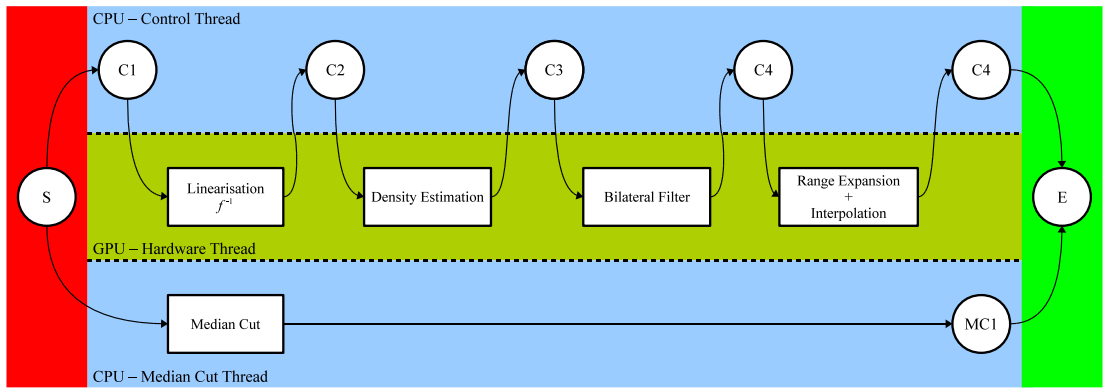 CPU – Control Thread
C1
C2
C3
C4
C4
S
Linearisation
f⁻¹
Density Estimation
Bilateral Filter
Range Expansion
+
Interpolation
E
GPU – Hardware Thread
Median Cut
MC1
CPU – Median Cut Thread